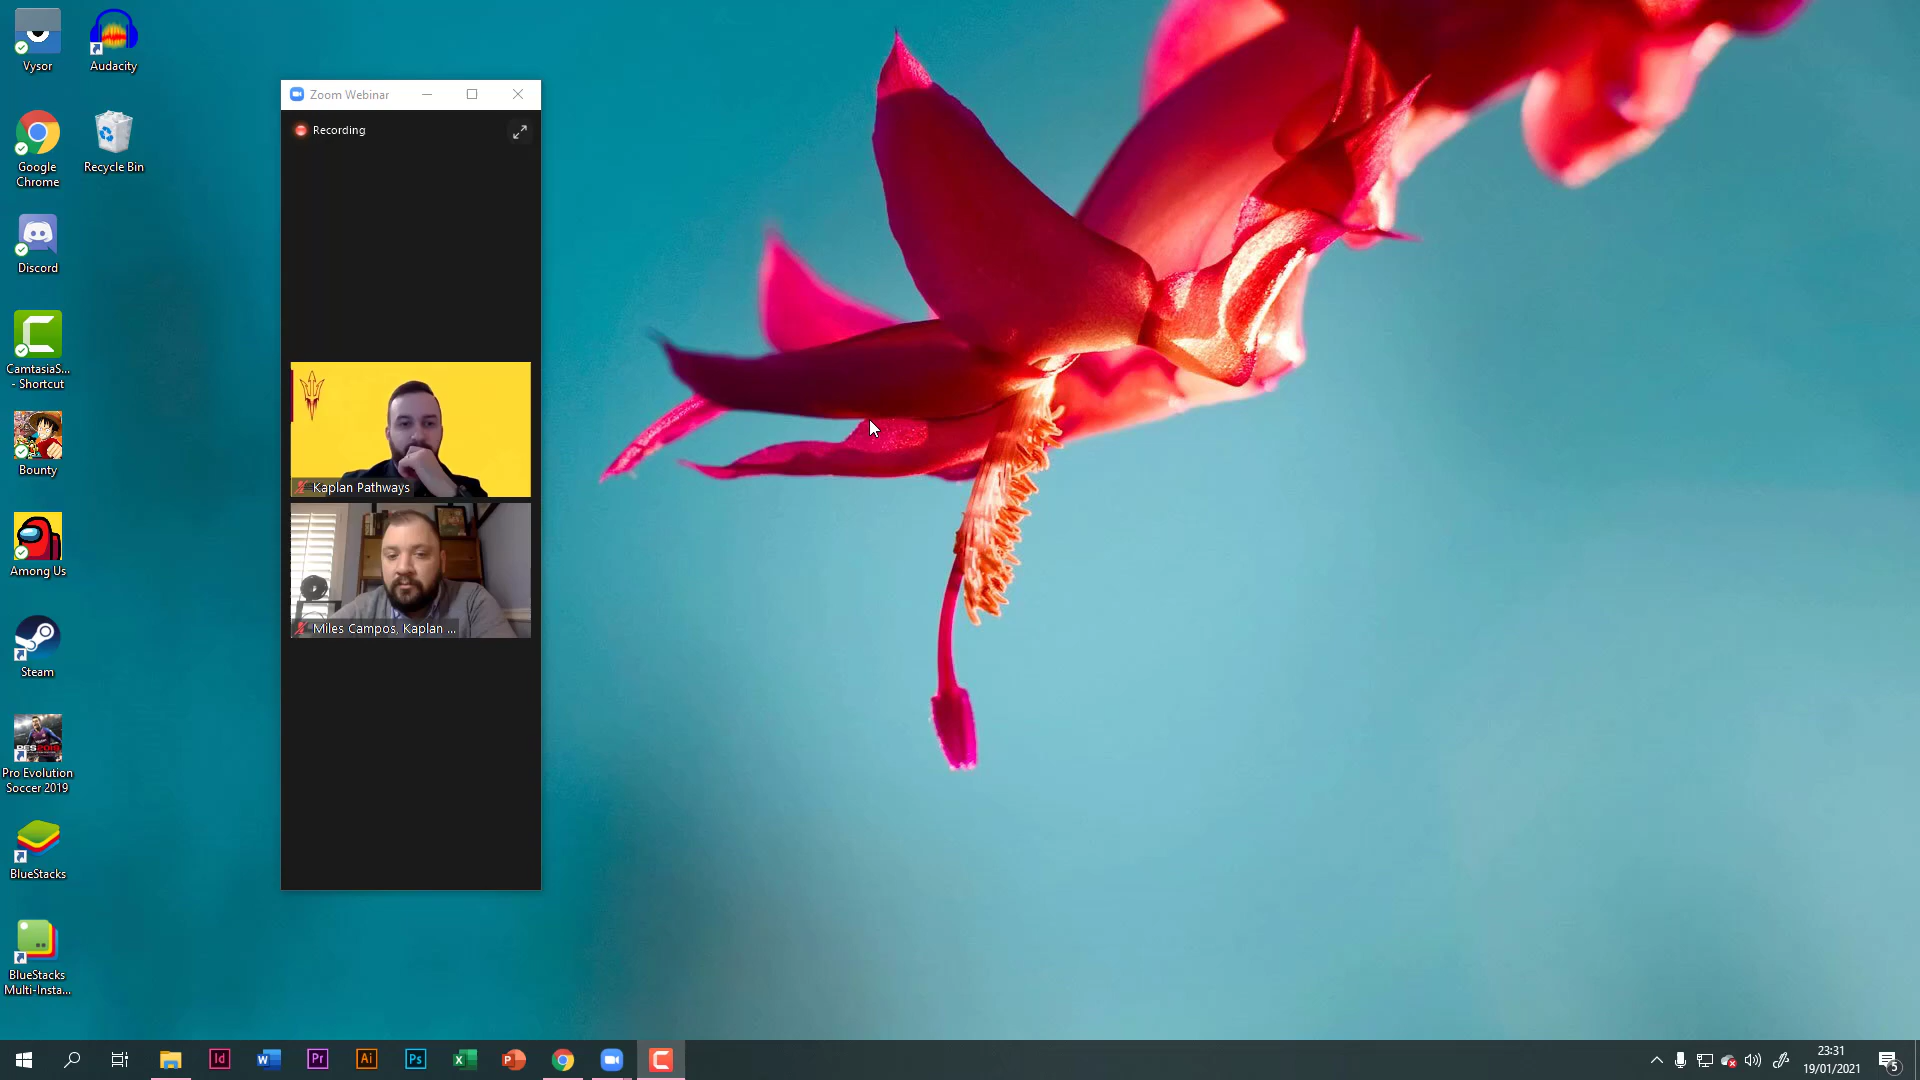 Vysor
Audacity
Google
Chrome
Recycle Bin
Discord
CamtasiaS...
- Shortcut
Bounty
Among Us
Steam
PES2019
Pro Evolution
Soccer 2019
BlueStacks
BlueStacks
Multi-Insta...
Zoom Webinar
Recording
Kaplan Pathways
Miles Campos, Kaplan ...
Id
W
Pr
Ai
Ps
X
P
C
23:31
19/01/2021
5